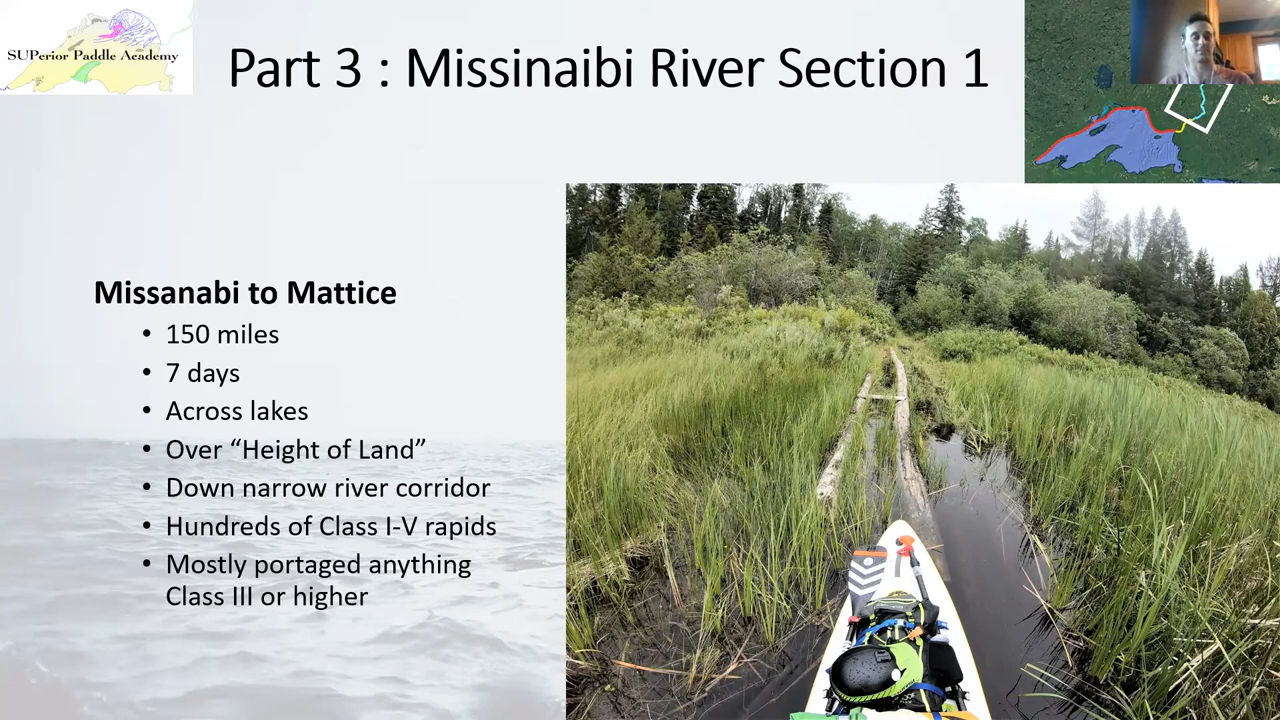 SUPerior Paddle Academy
Part 3 : Missinaibi River Section 1
Missanabi to Mattice
• 150 miles
• 7 days
• Across lakes
• Over “Height of Land”
• Down narrow river corridor
• Hundreds of Class I-V rapids
• Mostly portaged anything
Class III or higher